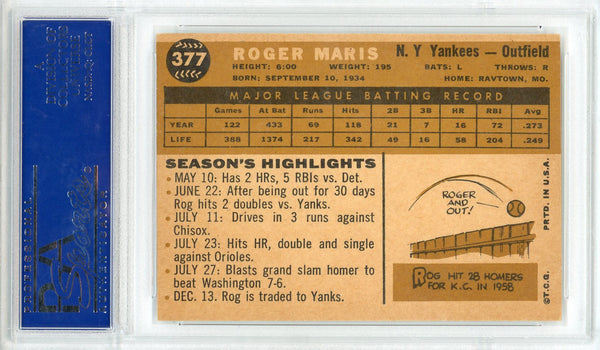 377
ROGER MARIS
N. Y Yankees — Outfield
HEIGHT: 6:00 WEIGHT: 195 BATS: L THROWS: R
BORN: SEPTEMBER 10, 1934 HOME: RAYTOWN, MO.
MAJOR LEAGUE BATTING RECORD
Games At Bat Runs Hits 2B 3B HR RBI Avg
YEAR 122 433 69 118 21 7 16 72 .273
LIFE 388 1374 217 342 49 16 58 204 .249
SEASON'S HIGHLIGHTS
• MAY 10: Has 2 HRs, 5 RBIs vs. Det.
• JUNE 22: After being out for 30 days
Rog hits 2 doubles vs. Yanks.
• JULY 11: Drives in 3 runs against
Chisox.
• JULY 23: Hits HR, double and single
against Orioles.
• JULY 27: Blasts grand slam homer to
beat Washington 7-6.
• DEC. 13. Rog is traded to Yanks.
ROGER
AND
OUT!
ROG HIT 28 HOMERS
FOR K.C. IN 1958
©T.C.G. PRTD. IN U.S.A.
PROFESSIONAL